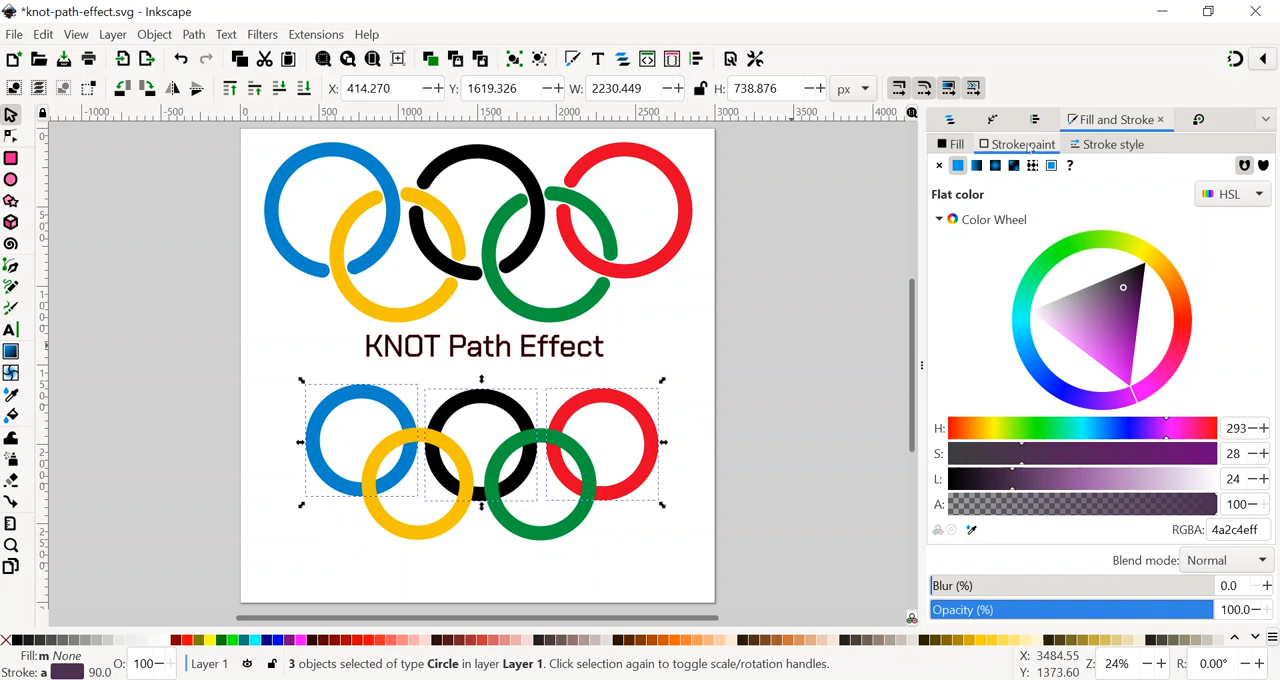 *knot-path-effect.svg - Inkscape
File Edit View Layer Object Path Text Filters Extensions Help
X: 414.270 Y: 1619.326 W: 2230.449 H: 738.876 px
-1000 -500 0 500 1000 1500 2000 2500 3000 3500 4000
Fill and Stroke
Fill Stroke paint Stroke style
?
Flat color HSL
Color Wheel
KNOT Path Effect
H: 293
S: 28
L: 24
A: 100
RGBA: 4a2c4eff
Blend mode: Normal
Blur (%) 0.0
Opacity (%) 100.0
Fill: m None
Stroke: a 90.0
O: 100
Layer 1
3 objects selected of type Circle in layer Layer 1. Click selection again to toggle scale/rotation handles.
X: 3484.55
Y: 1373.60
Z: 24%
R: 0.00°